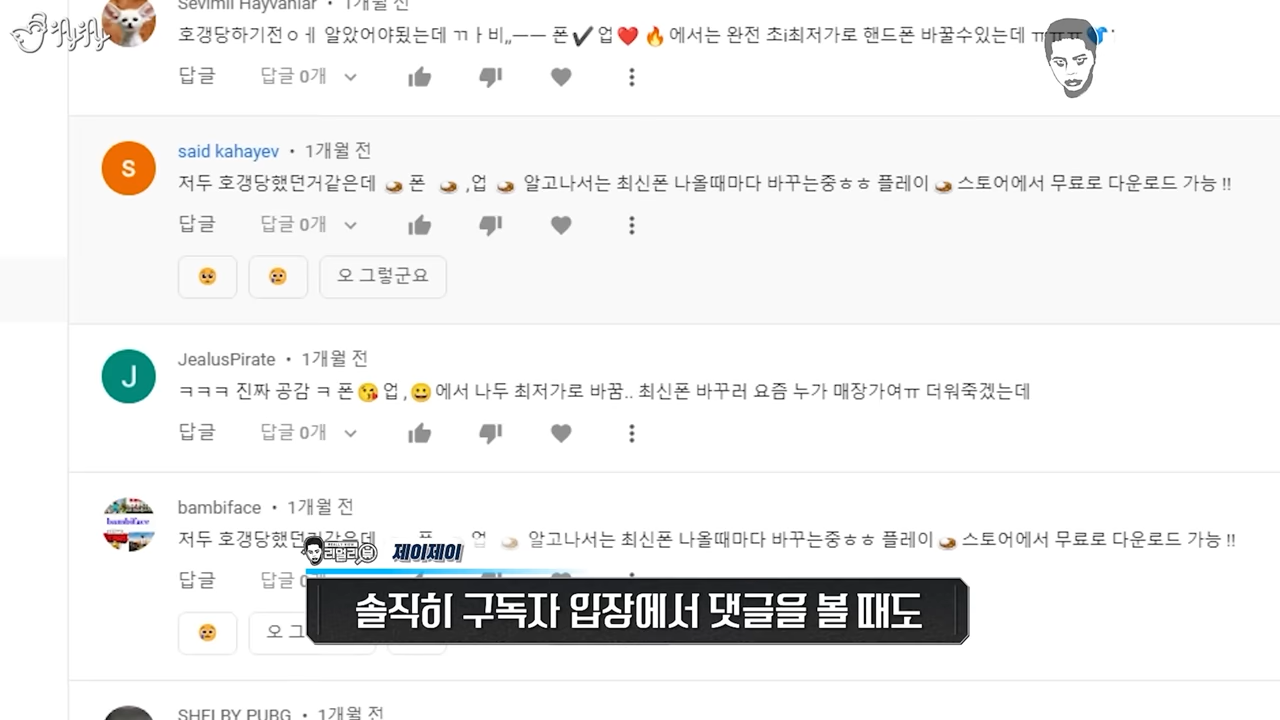 Sevimli Hayvanlar • 1개월 전
호갱당하기전ㅇㅔ 알았어야됬는데 ㄲㅏ비,,ㅡㅡ 폰✔업❤️🔥에서는 완전 초i최저가로 핸드폰 바꿀수있는데 ㅠㅠㅠ
답글 답글 0개
said kahayev • 1개월 전
저두 호갱당했던거같은데 🍛 폰 🍛 ,업 🍛 알고나서는 최신폰 나올때마다 바꾸는중ㅎㅎ 플레이🍛스토어에서 무료로 다운로드 가능 !!
답글 답글 0개
오 그렇군요
JealusPirate • 1개월 전
ㅋㅋㅋ 진짜 공감 ㅋ 폰😘업,😀에서 나두 최저가로 바꿈.. 최신폰 바꾸러 요즘 누가 매장가여ㅠ 더워죽겠는데
답글 답글 0개
bambiface • 1개월 전
저두 호갱당했던거같은데 폰 업 🍛 알고나서는 최신폰 나올때마다 바꾸는중ㅎㅎ 플레이🍛스토어에서 무료로 다운로드 가능 !!
제이제이
답글 답글
솔직히 구독자 입장에서 댓글을 볼 때도
오 그
SHELBY PUBG • 1개월 전